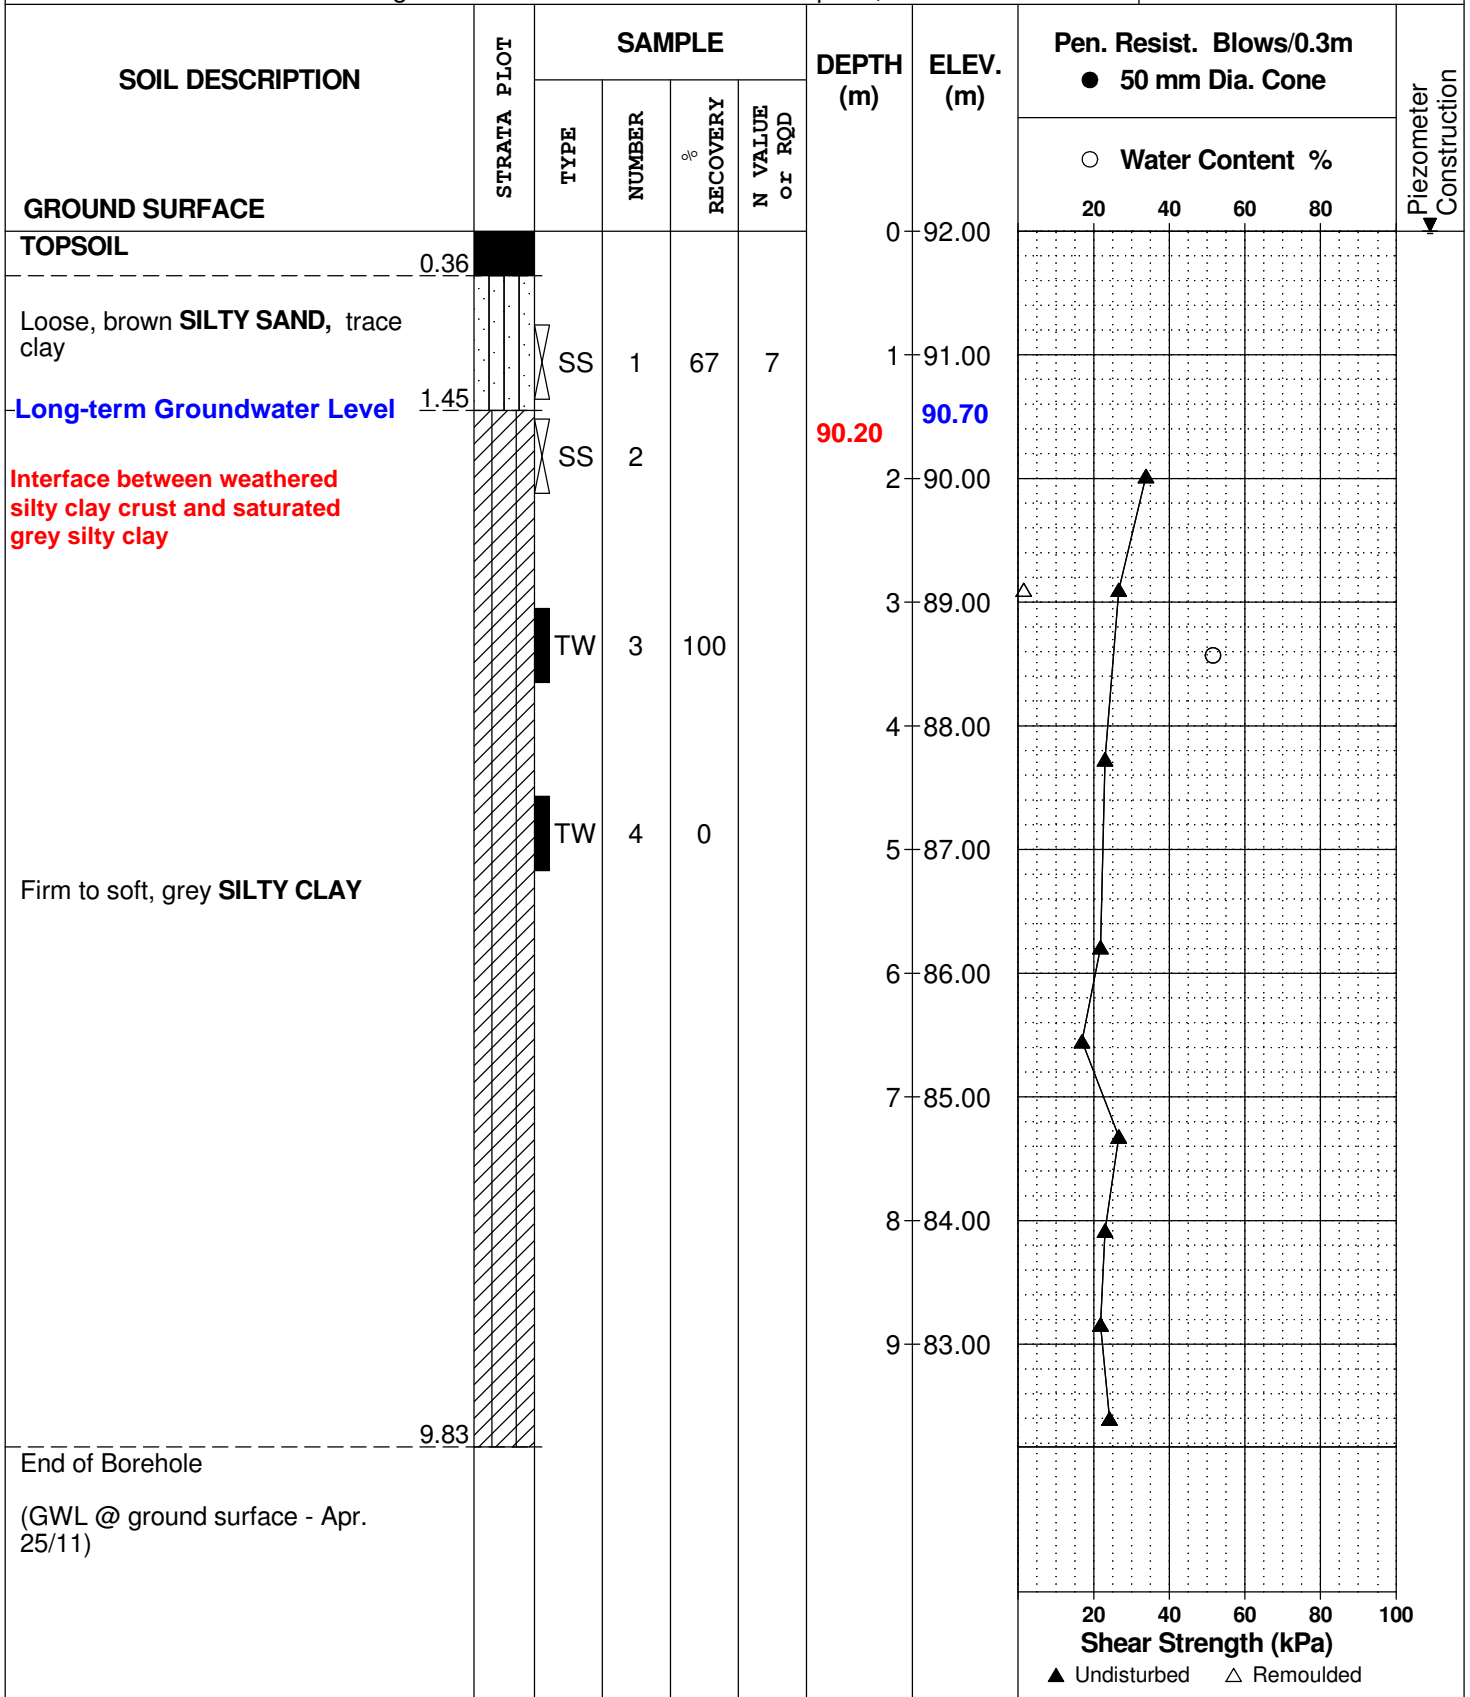 SOIL DESCRIPTION
GROUND SURFACE
STRATA PLOT
SAMPLE
TYPE
NUMBER
%
RECOVERY
N VALUE
or RQD
DEPTH
(m)
ELEV.
(m)
Pen. Resist. Blows/0.3m
● 50 mm Dia. Cone
○ Water Content %
20 40 60 80
Piezometer
Construction
TOPSOIL
0.36
0 92.00
Loose, brown SILTY SAND, trace
clay
SS 1 67 7
1 91.00
Long-term Groundwater Level
1.45
90.70
90.20
SS 2
Interface between weathered
silty clay crust and saturated
grey silty clay
2 90.00
3 89.00
TW 3 100
4 88.00
TW 4 0
5 87.00
Firm to soft, grey SILTY CLAY
6 86.00
7 85.00
8 84.00
9 83.00
9.83
End of Borehole
(GWL @ ground surface - Apr.
25/11)
20 40 60 80 100
Shear Strength (kPa)
▲ Undisturbed △ Remoulded